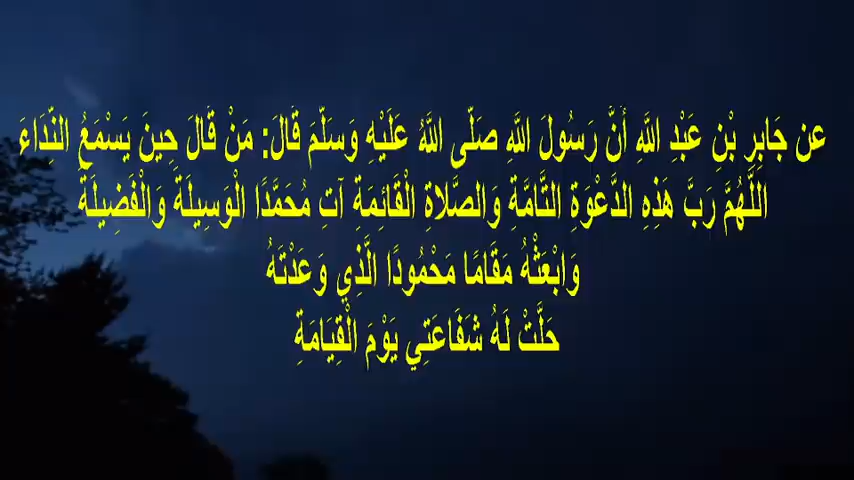 عن جَابِرِ بْنِ عَبْدِ اللَّهِ أَنَّ رَسُولَ اللَّهِ صَلَّى اللَّهُ عَلَيْهِ وَسَلَّمَ قَالَ: مَنْ قَالَ حِينَ يَسْمَعُ النِّدَاءَ
اللَّهُمَّ رَبَّ هَذِهِ الدَّعْوَةِ التَّامَّةِ وَالصَّلَاةِ الْقَائِمَةِ آتِ مُحَمَّدًا الْوَسِيلَةَ وَالْفَضِيلَةَ
وَابْعَثْهُ مَقَامًا مَحْمُودًا الَّذِي وَعَدْتَهُ
حَلَّتْ لَهُ شَفَاعَتِي يَوْمَ الْقِيَامَةِ